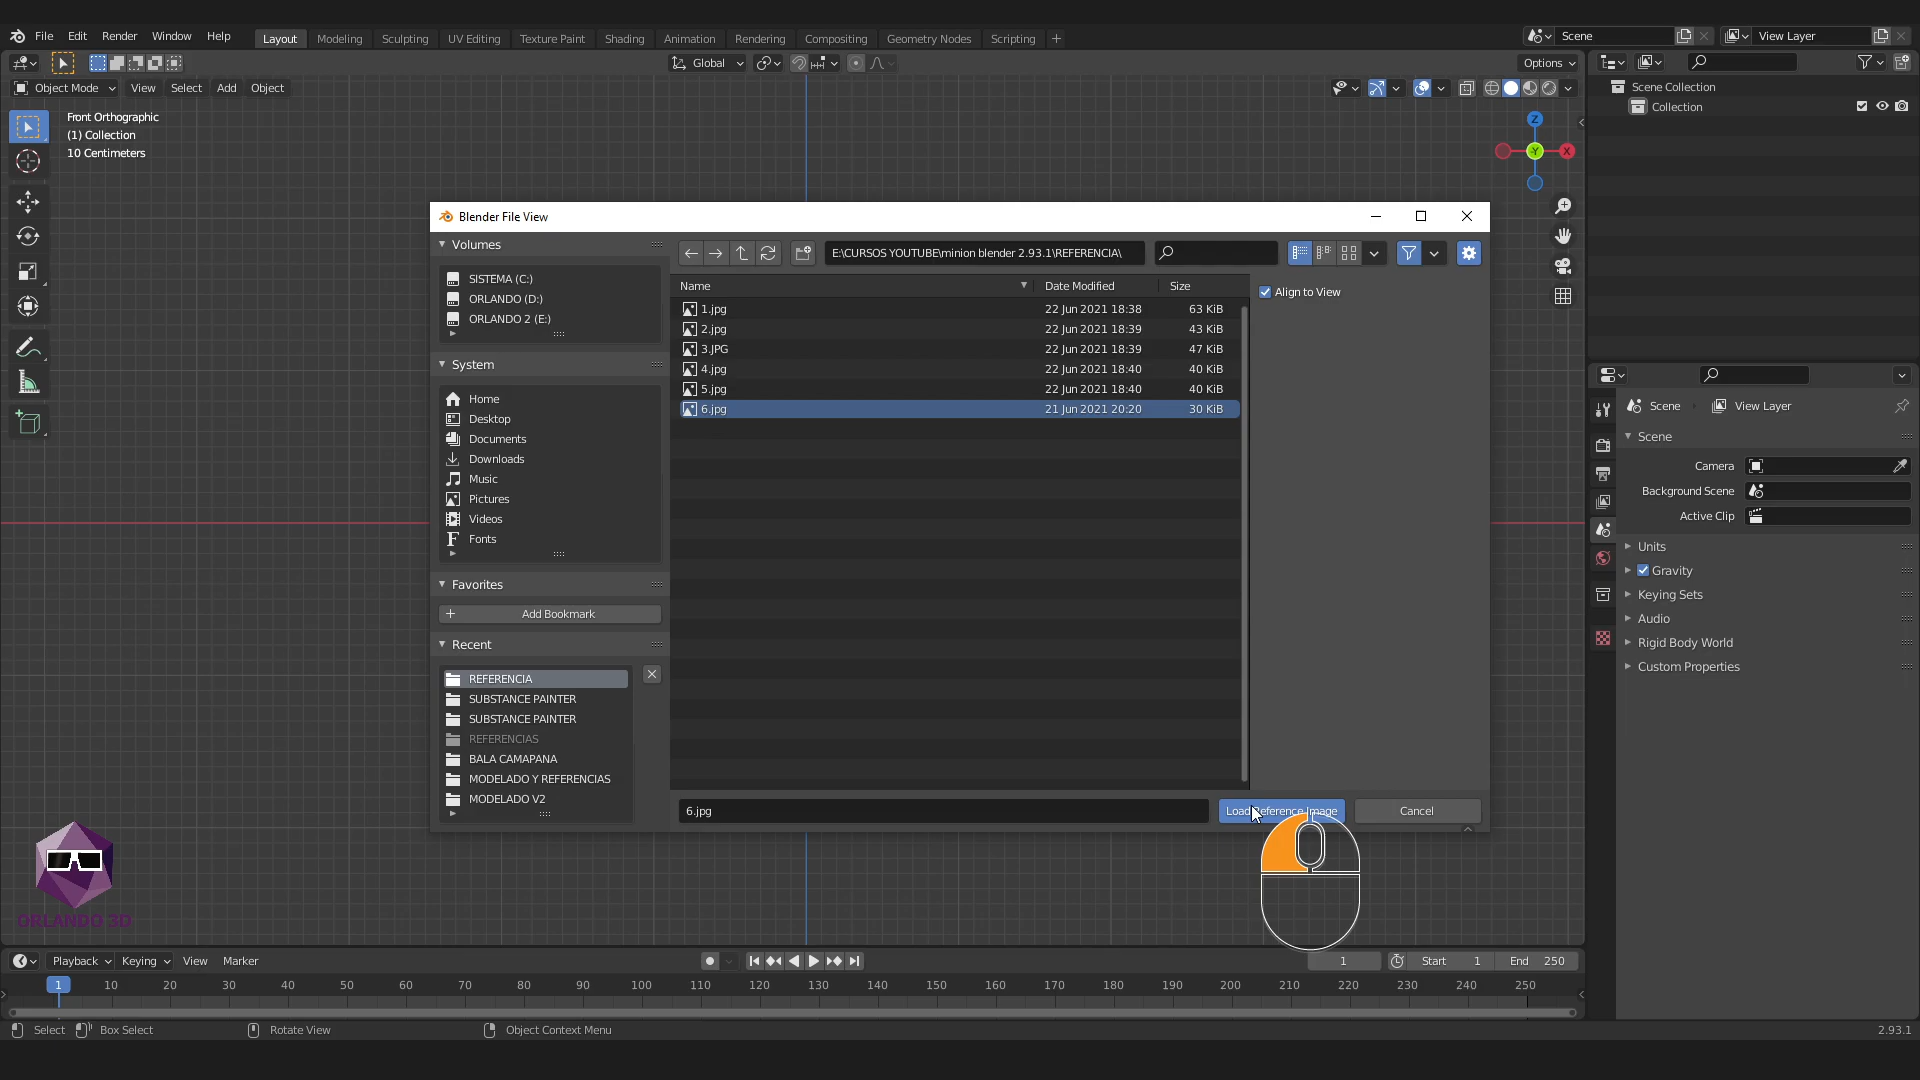 File Edit Render Window Help
Layout Modeling Sculpting UV Editing Texture Paint Shading Animation Rendering Compositing Geometry Nodes Scripting +
Scene
View Layer
Global
Options
Object Mode View Select Add Object
Front Orthographic
(1) Collection
10 Centimeters
Z
Y
X
Scene Collection
Collection
Blender File View
Volumes
SISTEMA (C:)
ORLANDO (D:)
ORLANDO 2 (E:)
System
Home
Desktop
Documents
Downloads
Music
Pictures
Videos
Fonts
Favorites
Add Bookmark
Recent
REFERENCIA
SUBSTANCE PAINTER
SUBSTANCE PAINTER
REFERENCIAS
BALA CAMAPANA
MODELADO Y REFERENCIAS
MODELADO V2
E:\CURSOS YOUTUBE\minion blender 2.93.1\REFERENCIA\
Name Date Modified Size
1.jpg 22 Jun 2021 18:38 63 KiB
2.jpg 22 Jun 2021 18:39 43 KiB
3.JPG 22 Jun 2021 18:39 47 KiB
4.jpg 22 Jun 2021 18:40 40 KiB
5.jpg 22 Jun 2021 18:40 40 KiB
6.jpg 21 Jun 2021 20:20 30 KiB
Align to View
6.jpg
Load Reference Image
Cancel
Scene View Layer
Scene
Camera
Background Scene
Active Clip
Units
Gravity
Keying Sets
Audio
Rigid Body World
Custom Properties
ORLANDO 3D
Playback Keying View Marker
1 Start 1 End 250
1 10 20 30 40 50 60 70 80 90 100 110 120 130 140 150 160 170 180 190 200 210 220 230 240 250
Select Box Select Rotate View Object Context Menu
2.93.1